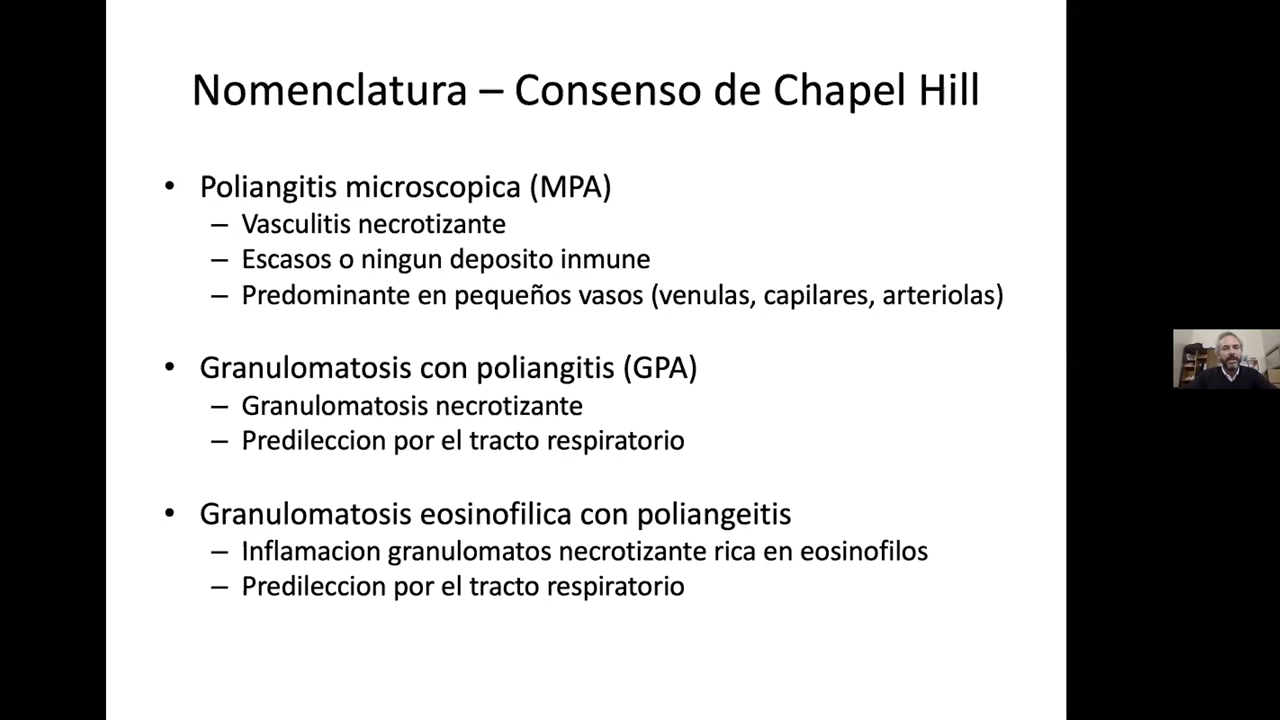 Nomenclatura – Consenso de Chapel Hill
• Poliangitis microscopica (MPA)
– Vasculitis necrotizante
– Escasos o ningun deposito inmune
– Predominante en pequeños vasos (venulas, capilares, arteriolas)
• Granulomatosis con poliangitis (GPA)
– Granulomatosis necrotizante
– Predileccion por el tracto respiratorio
• Granulomatosis eosinofilica con poliangeitis
– Inflamacion granulomatos necrotizante rica en eosinofilos
– Predileccion por el tracto respiratorio